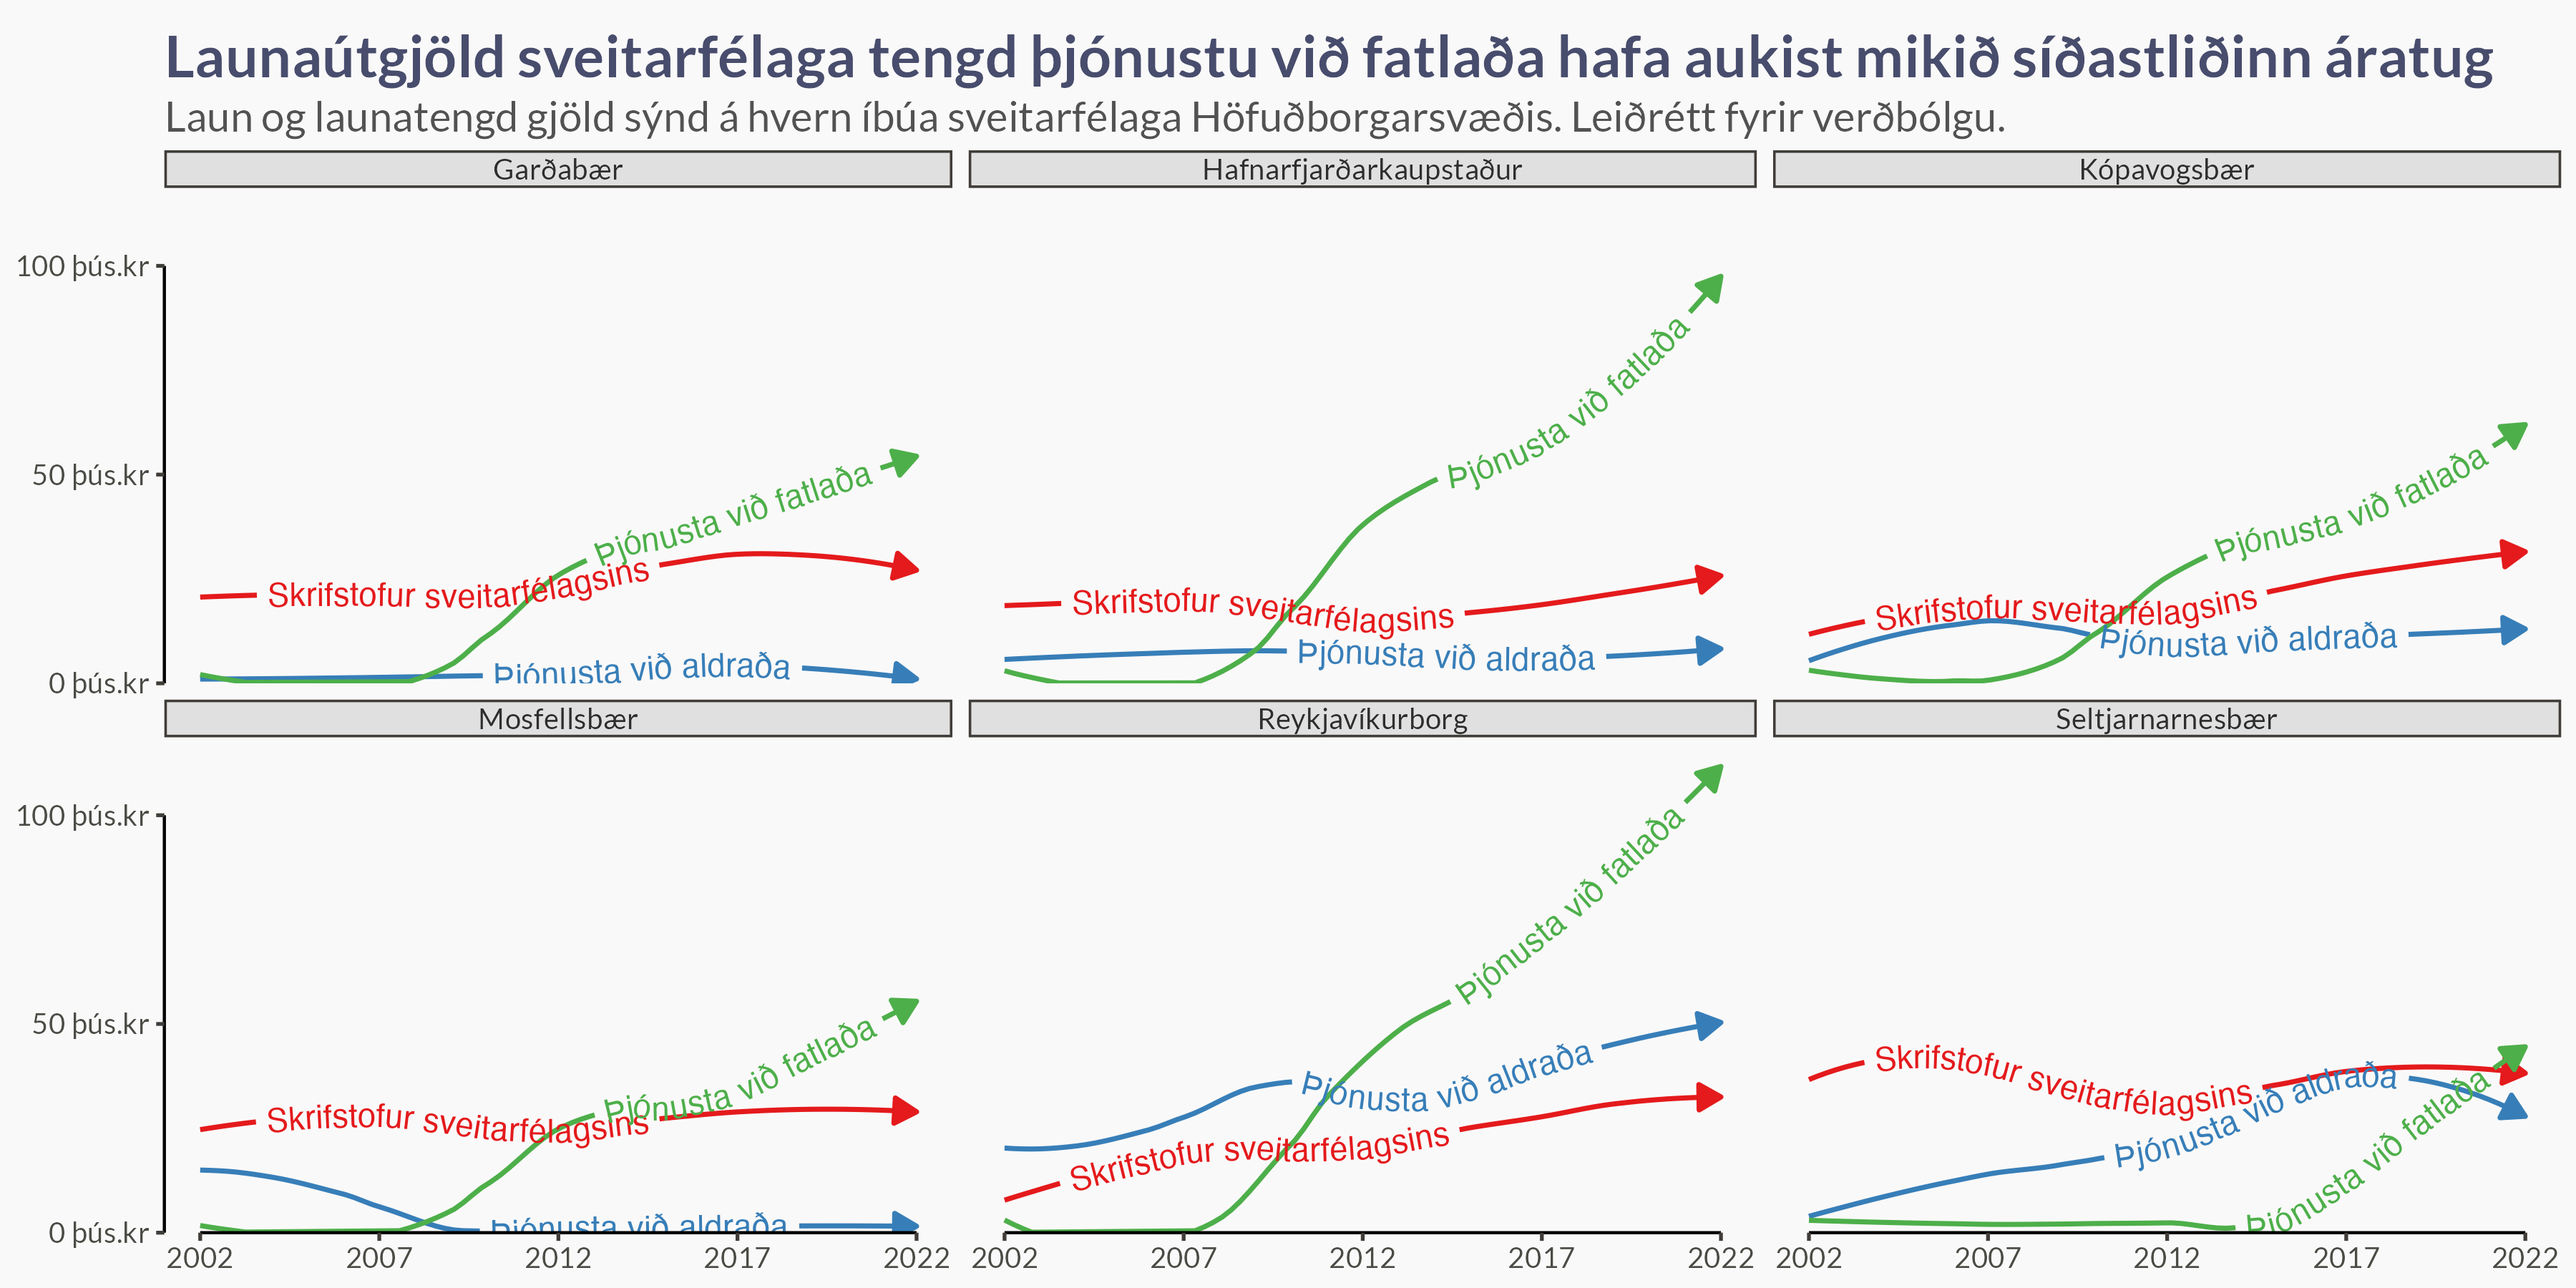 Launaútgjöld sveitarfélaga tengd þjónustu við fatlaða hafa aukist mikið síðastliðinn áratug
Laun og launatengd gjöld sýnd á hvern íbúa sveitarfélaga Höfuðborgarsvæðis. Leiðrétt fyrir verðbólgu.
Garðabær
100 þús.kr
50 þús.kr
0 þús.kr
Þjónusta við fatlaða
Skrifstofur sveitarfélagsins
Þjónusta við aldraða
Hafnarfjarðarkaupstaður
Þjónusta við fatlaða
Skrifstofur sveitarfélagsins
Þjónusta við aldraða
Kópavogsbær
Þjónusta við fatlaða
Skrifstofur sveitarfélagsins
Þjónusta við aldraða
Mosfellsbær
100 þús.kr
50 þús.kr
0 þús.kr
Þjónusta við fatlaða
Skrifstofur sveitarfélagsins
Þjónusta við aldraða
2002 2007 2012 2017 2022
Reykjavíkurborg
Þjónusta við fatlaða
Þjónusta við aldraða
Skrifstofur sveitarfélagsins
2002 2007 2012 2017 2022
Seltjarnarnesbær
Skrifstofur sveitarfélagsins
Þjónusta við aldraða
Þjónusta við fatlaða
2002 2007 2012 2017 2022